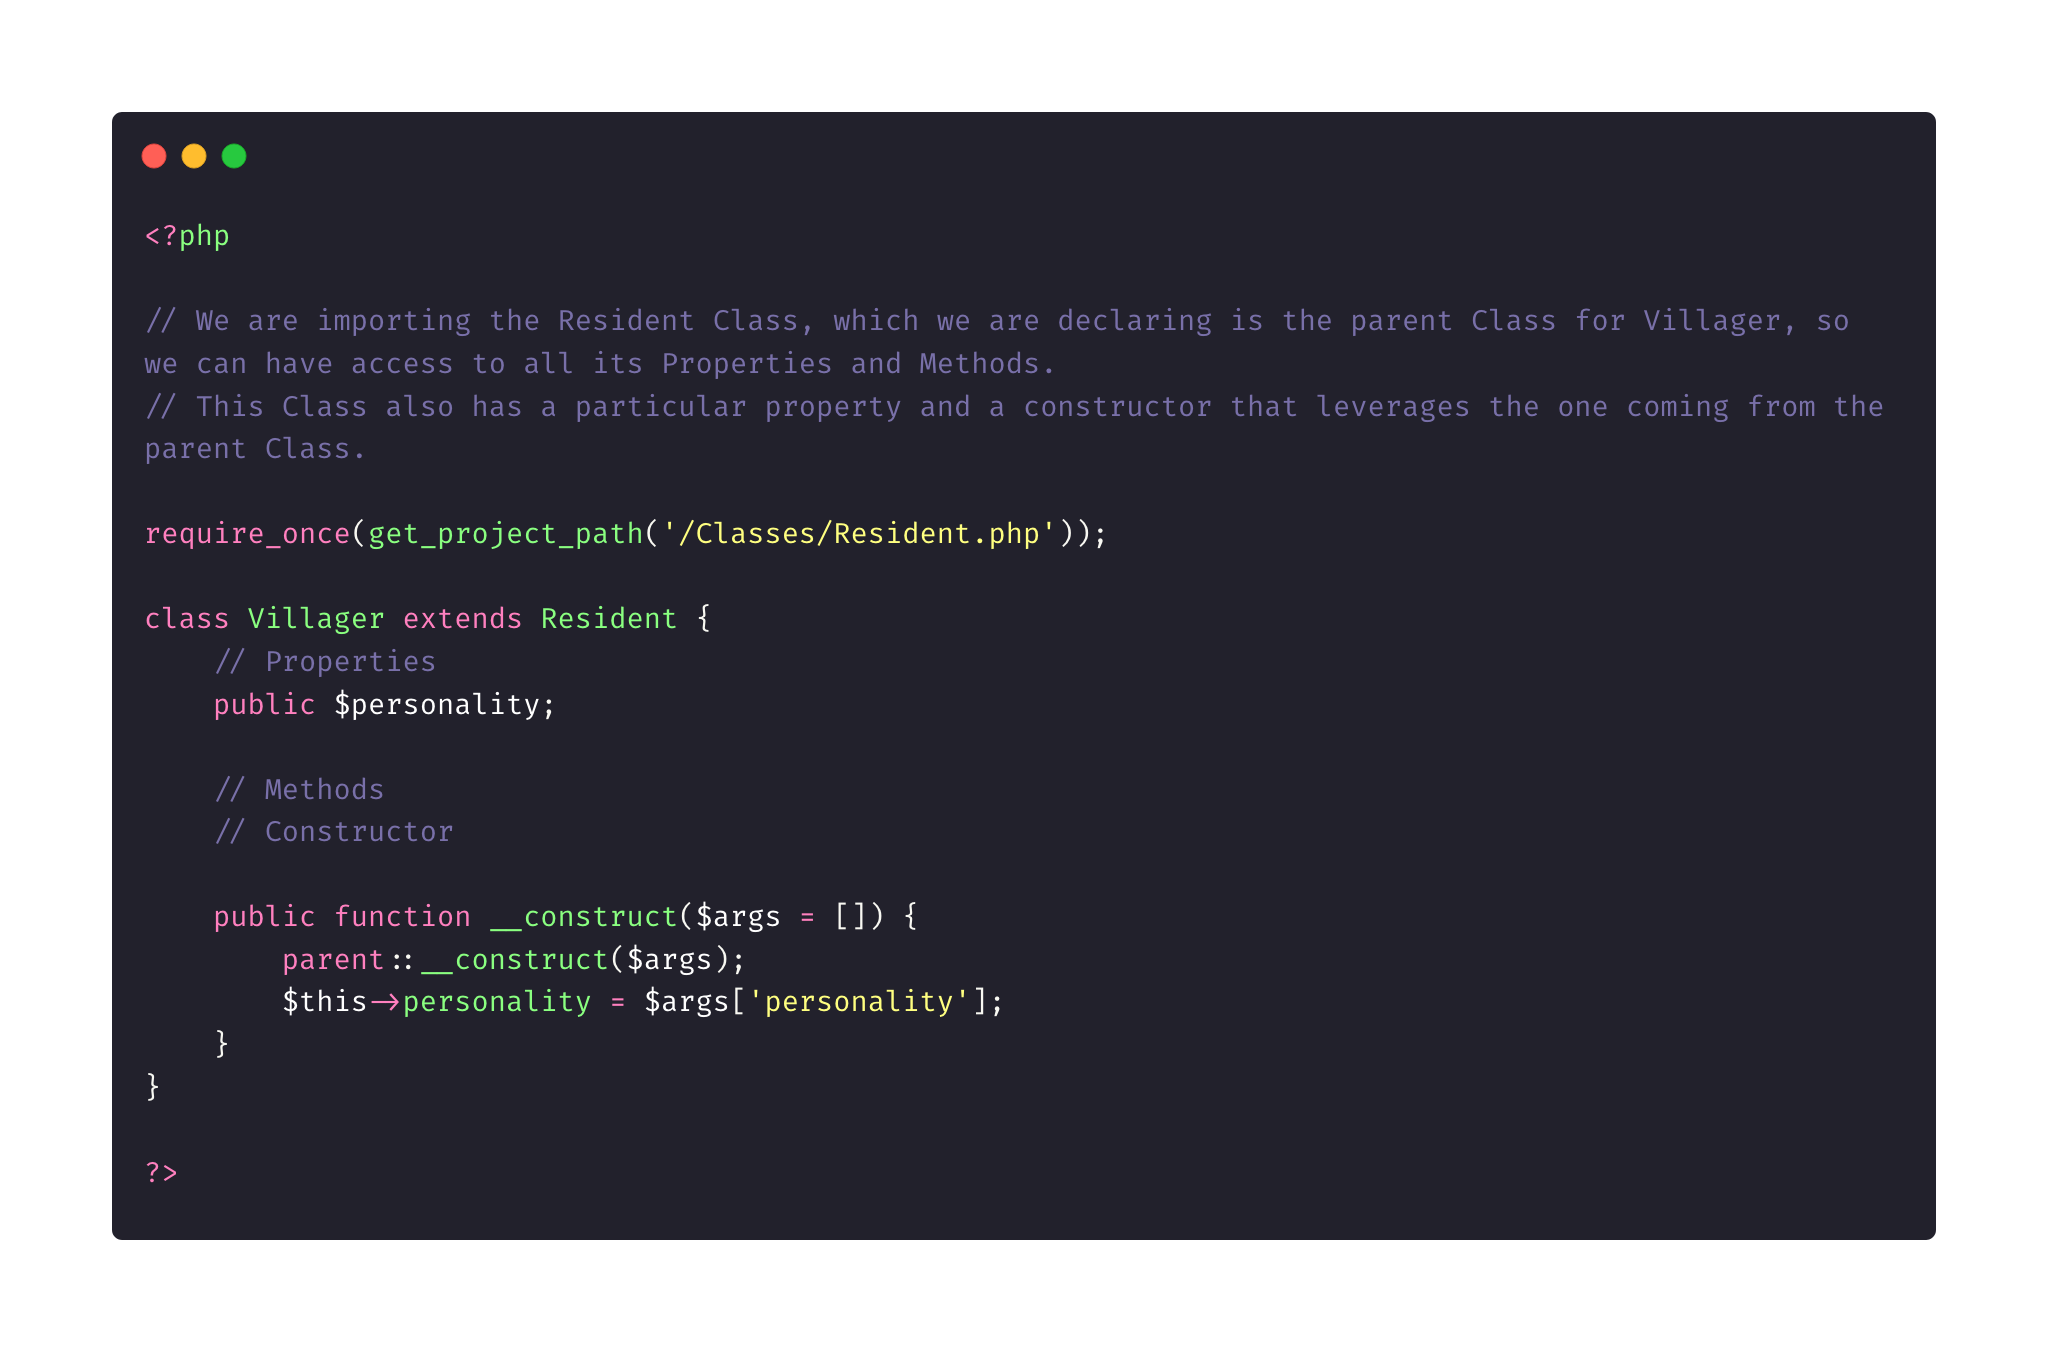 <?php
// We are importing the Resident Class, which we are declaring is the parent Class for Villager, so
we can have access to all its Properties and Methods.
// This Class also has a particular property and a constructor that leverages the one coming from the
parent Class.
require_once(get_project_path('/Classes/Resident.php'));
class Villager extends Resident {
// Properties
public $personality;
// Methods
// Constructor
public function __construct($args = []) {
parent::__construct($args);
$this->personality = $args['personality'];
}
}
?>